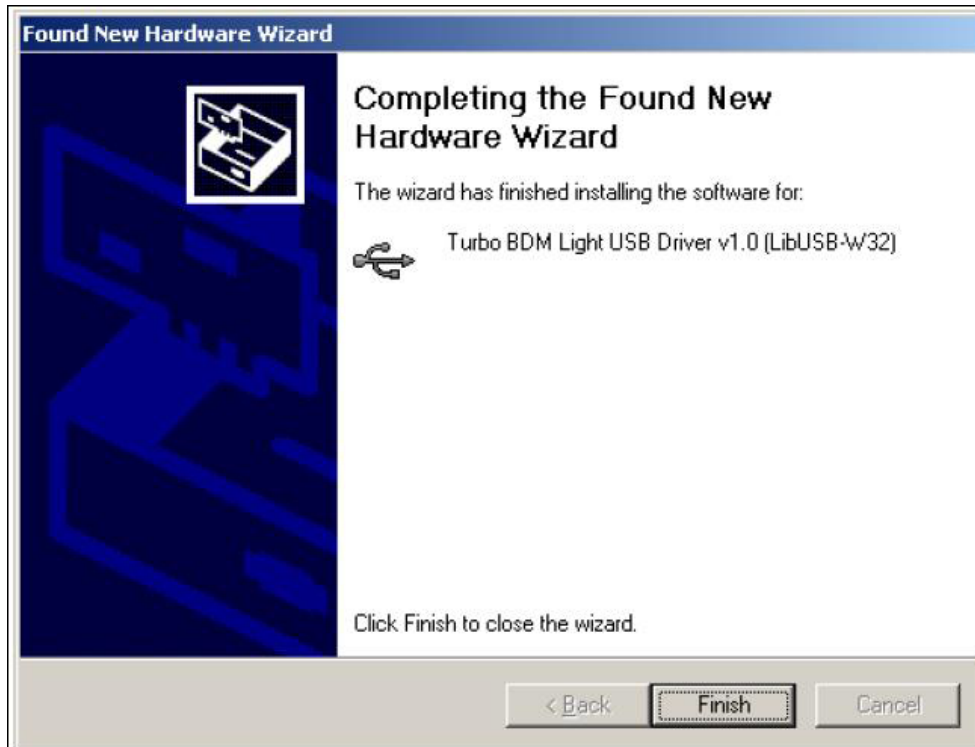 Found New Hardware Wizard
Completing the Found New
Hardware Wizard
The wizard has finished installing the software for:
Turbo BDM Light USB Driver v1.0 (LibUSB-W32)
Click Finish to close the wizard.
< Back
Finish
Cancel